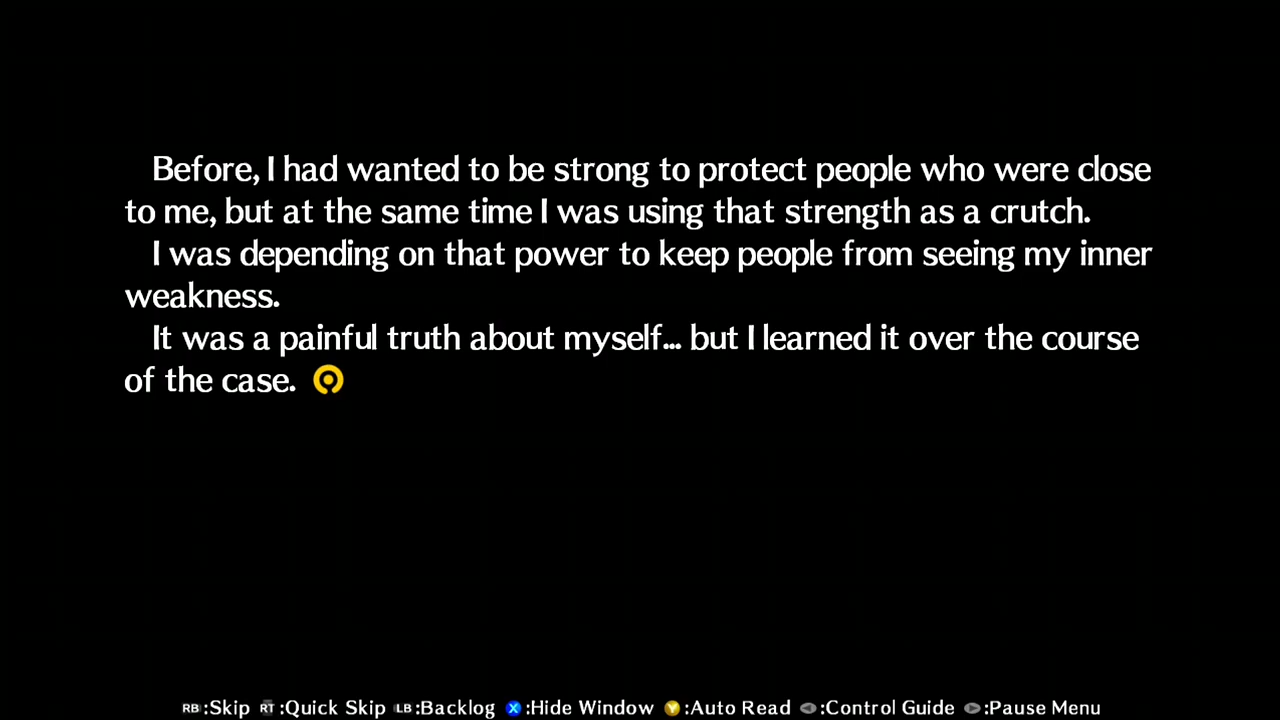 Before, I had wanted to be strong to protect people who were close
to me, but at the same time I was using that strength as a crutch.
I was depending on that power to keep people from seeing my inner
weakness.
It was a painful truth about myself... but I learned it over the course
of the case.
RB:Skip RT:Quick Skip LB:Backlog X:Hide Window Y:Auto Read :Control Guide :Pause Menu